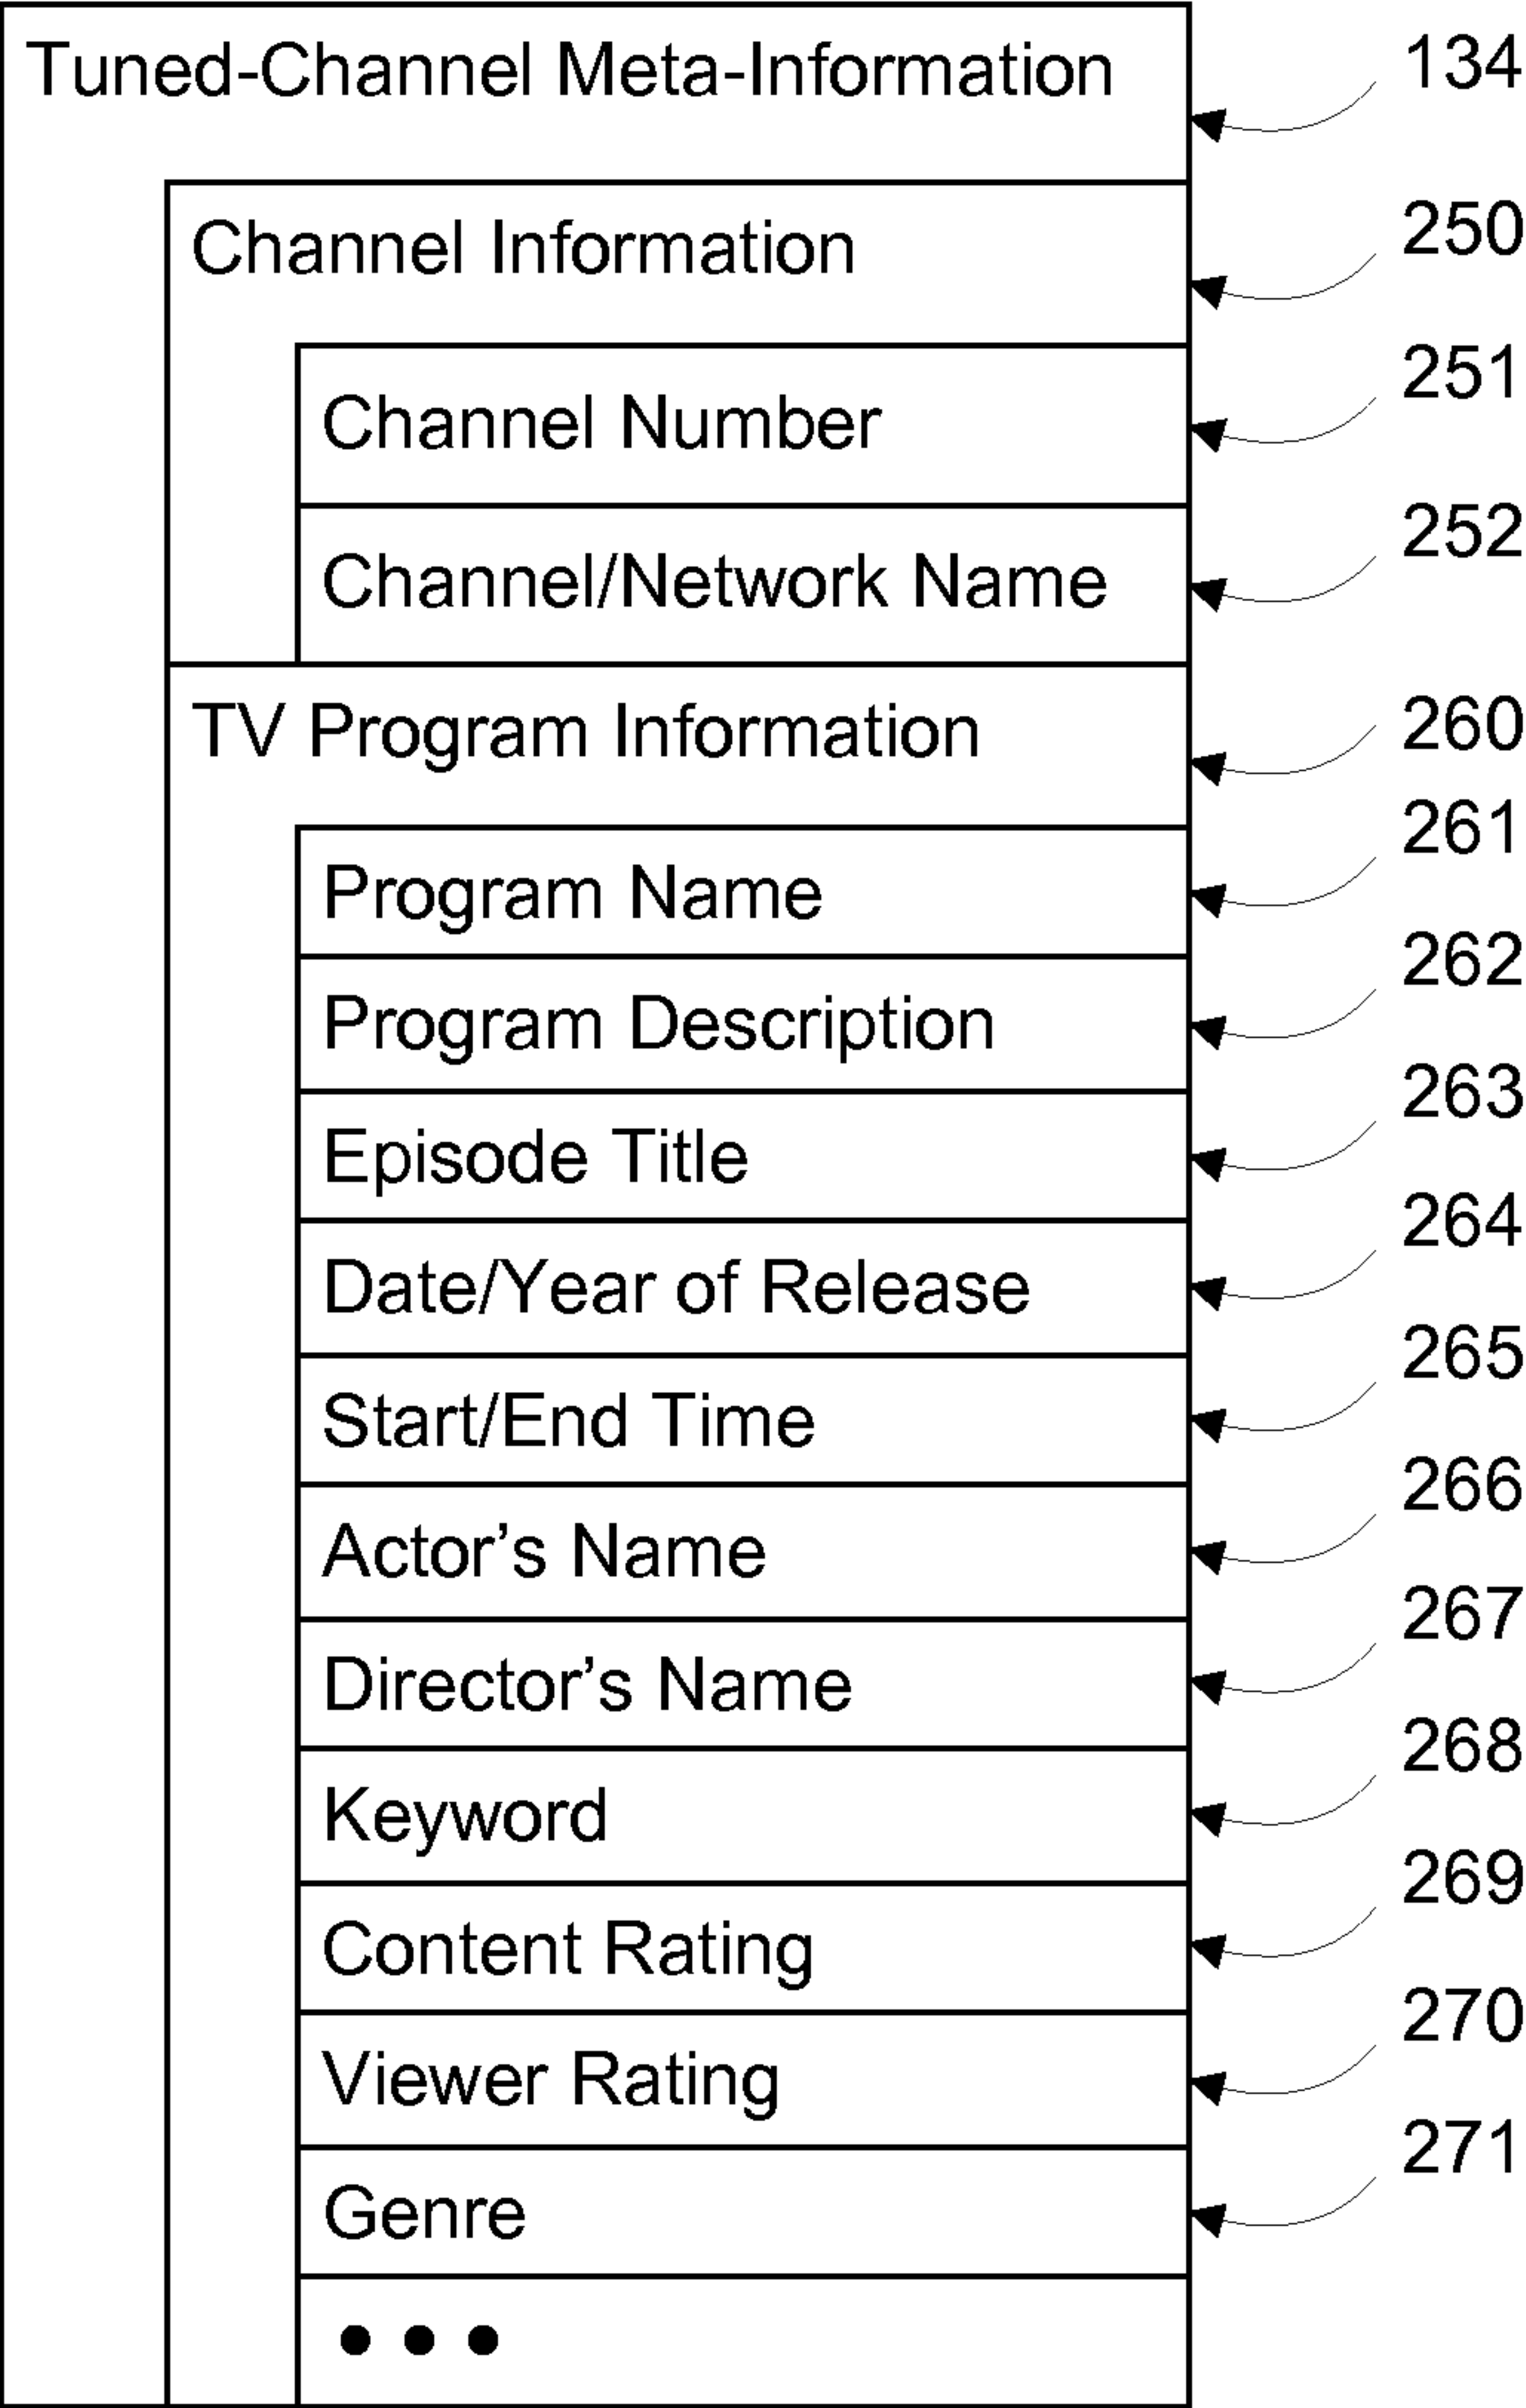 Tuned-Channel Meta-Information 134
Channel Information 250
Channel Number 251
Channel/Network Name 252
TV Program Information 260
Program Name 261
Program Description 262
Episode Title 263
Date/Year of Release 264
Start/End Time 265
Actor’s Name 266
Director’s Name 267
Keyword 268
Content Rating 269
Viewer Rating 270
Genre 271
● ● ●